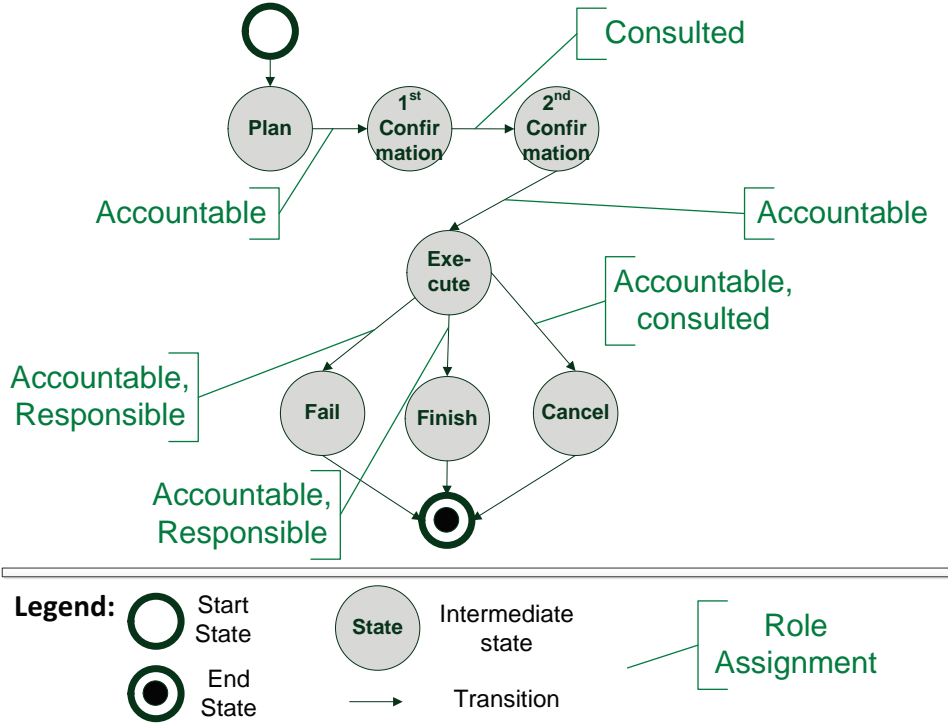 Consulted
Plan
1st
Confir
mation
2nd
Confir
mation
Accountable
Accountable
Exe-
cute
Accountable,
consulted
Accountable,
Responsible
Fail
Finish
Cancel
Accountable,
Responsible
Legend:
Start
State
State
Intermediate
state
Role
Assignment
End
State
Transition